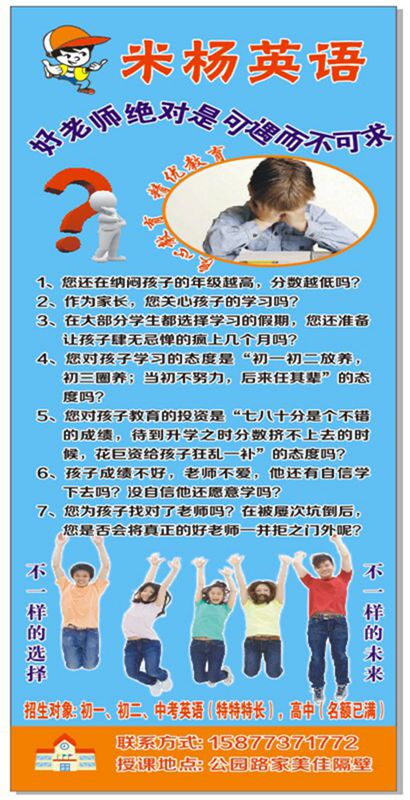 米杨英语
好老师绝对是可遇而不可求
精优教育
1、您还在纳闷孩子的年级越高，分数越低吗？
2、作为家长，您关心孩子的学习吗？
3、在大部分学生都选择学习的假期，您还准备
让孩子肆无忌惮的疯上几个月吗？
4、您对孩子学习的态度是“初一初二放养，
初三圈养；当初不努力，后来任其辈”的态
度吗？
5、您对孩子教育的投资是“七八十分是个不错
的成绩，待到升学之时分数挤不上去的时
候，花巨资给孩子狂乱一补”的态度吗？
6、孩子成绩不好，老师不爱，他还有自信学
下去吗？没自信他还愿意学吗？
7、您为孩子找对了老师吗？在被屡次坑倒后，
您是否会将真正的好老师一并拒之门外呢？
不一样的选择
不一样的未来
招生对象：初一、初二、中考英语（特特特长），高中（名额已满）
联系方式：15877371772
授课地点：公园路家美佳隔壁